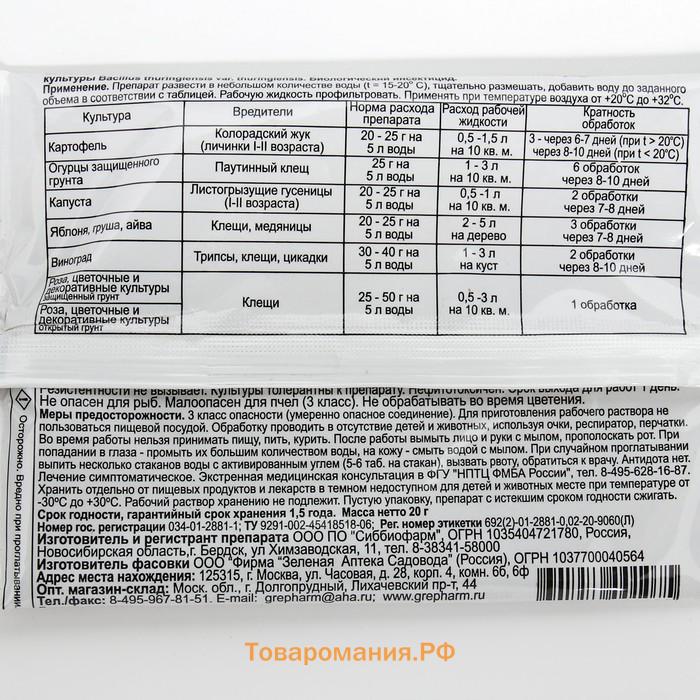 культуры Bacillus thuringiensis var. thuringiensis. Биологический инсектицид.
Применение. Препарат развести в небольшом количестве воды (t = 15-20° C), тщательно размешать, добавить воду до заданного
объема в соответствии с таблицей. Рабочую жидкость профильтровать. Применять при температуре воздуха от +20°C до +32°C.
Культура Вредители Норма расхода препарата Расход рабочей жидкости Кратность обработок
Картофель Колорадский жук (личинки I-II возраста) 20 - 25 г на 5 л воды 0,5 -1,5 л на 10 кв. м. 3 - через 6-7 дней (при t > 20°C) через 8-10 дней (при t < 20°C)
Огурцы защищенного грунта Паутинный клещ 25 г на 5 л воды 1 - 3 л на 10 кв. м. 6 обработок через 8-10 дней
Капуста Листогрызущие гусеницы (I-II возраста) 20 - 25 г на 5 л воды 0,5 -1 л на 10 кв. м. 2 обработки через 7-8 дней
Яблоня, груша, айва Клещи, медяницы 20 - 25 г на 5 л воды 2 - 5 л на дерево 3 обработки через 7-8 дней
Виноград Трипсы, клещи, цикадки 30 - 40 г на 5 л воды 1 - 3 л на куст 2 обработки через 8-10 дней
Роза, цветочные и декоративные культуры защищенный грунт Клещи 25 - 50 г на 5 л воды 0,5 -3 л на 10 кв. м. 1 обработка
Роза, цветочные и декоративные культуры открытый грунт
Резистентности не вызывает. Культуры толерантны к препарату. Нефитотоксичен. Срок выхода для работ 1 день.
Не опасен для рыб. Малоопасен для пчел (3 класс). Не обрабатывать во время цветения.
Меры предосторожности. 3 класс опасности (умеренно опасное соединение). Для приготовления рабочего раствора не
пользоваться пищевой посудой. Обработку проводить в отсутствие детей и животных, используя очки, респиратор, перчатки.
Во время работы нельзя принимать пищу, пить, курить. После работы вымыть лицо и руки с мылом, прополоскать рот. При
попадании в глаза - промыть их большим количеством воды, на кожу - смыть водой с мылом. При случайном проглатывании
выпить несколько стаканов воды с активированным углем (5-6 таб. на стакан), вызвать рвоту, обратиться к врачу. Антидота нет.
Лечение симптоматическое. Экстренная медицинская консультация в ФГУ "НПТЦ ФМБА России", тел. 8-495-628-16-87.
Хранить отдельно от пищевых продуктов и лекарств в темном недоступном для детей и животных месте при температуре от
-30°C до +30°C. Рабочий раствор хранению не подлежит. Пустую упаковку, препарат с истекшим сроком годности сжигать.
Срок годности, гарантийный срок хранения 1,5 года. Масса нетто 20 г
Номер гос. регистрации 034-01-2881-1; ТУ 9291-002-45418518-06; Рег. номер этикетки 692(2)-01-2881-0,02-20-9060(Л)
Изготовитель и регистрант препарата ООО ПО "Сиббиофарм", ОГРН 1035404721780, Россия,
Новосибирская область,г. Бердск, ул Химзаводская, 11, тел. 8-38341-58000
Изготовитель фасовки ООО "Фирма "Зеленая Аптека Садовода" (Россия), ОГРН 1037700040564
Адрес места нахождения: 125315, г. Москва, ул. Часовая, д. 28, корп. 4, комн. 6б, 6ф
Опт. магазин-склад: Моск. обл., г. Долгопрудный, Лихачевский пр-т, 44
Тел./факс: 8-495-967-81-51. E-mail: grepharm@aha.ru, www.grepharm.ru
Осторожно. Вредно при проглатывании
Товаромания.РФ